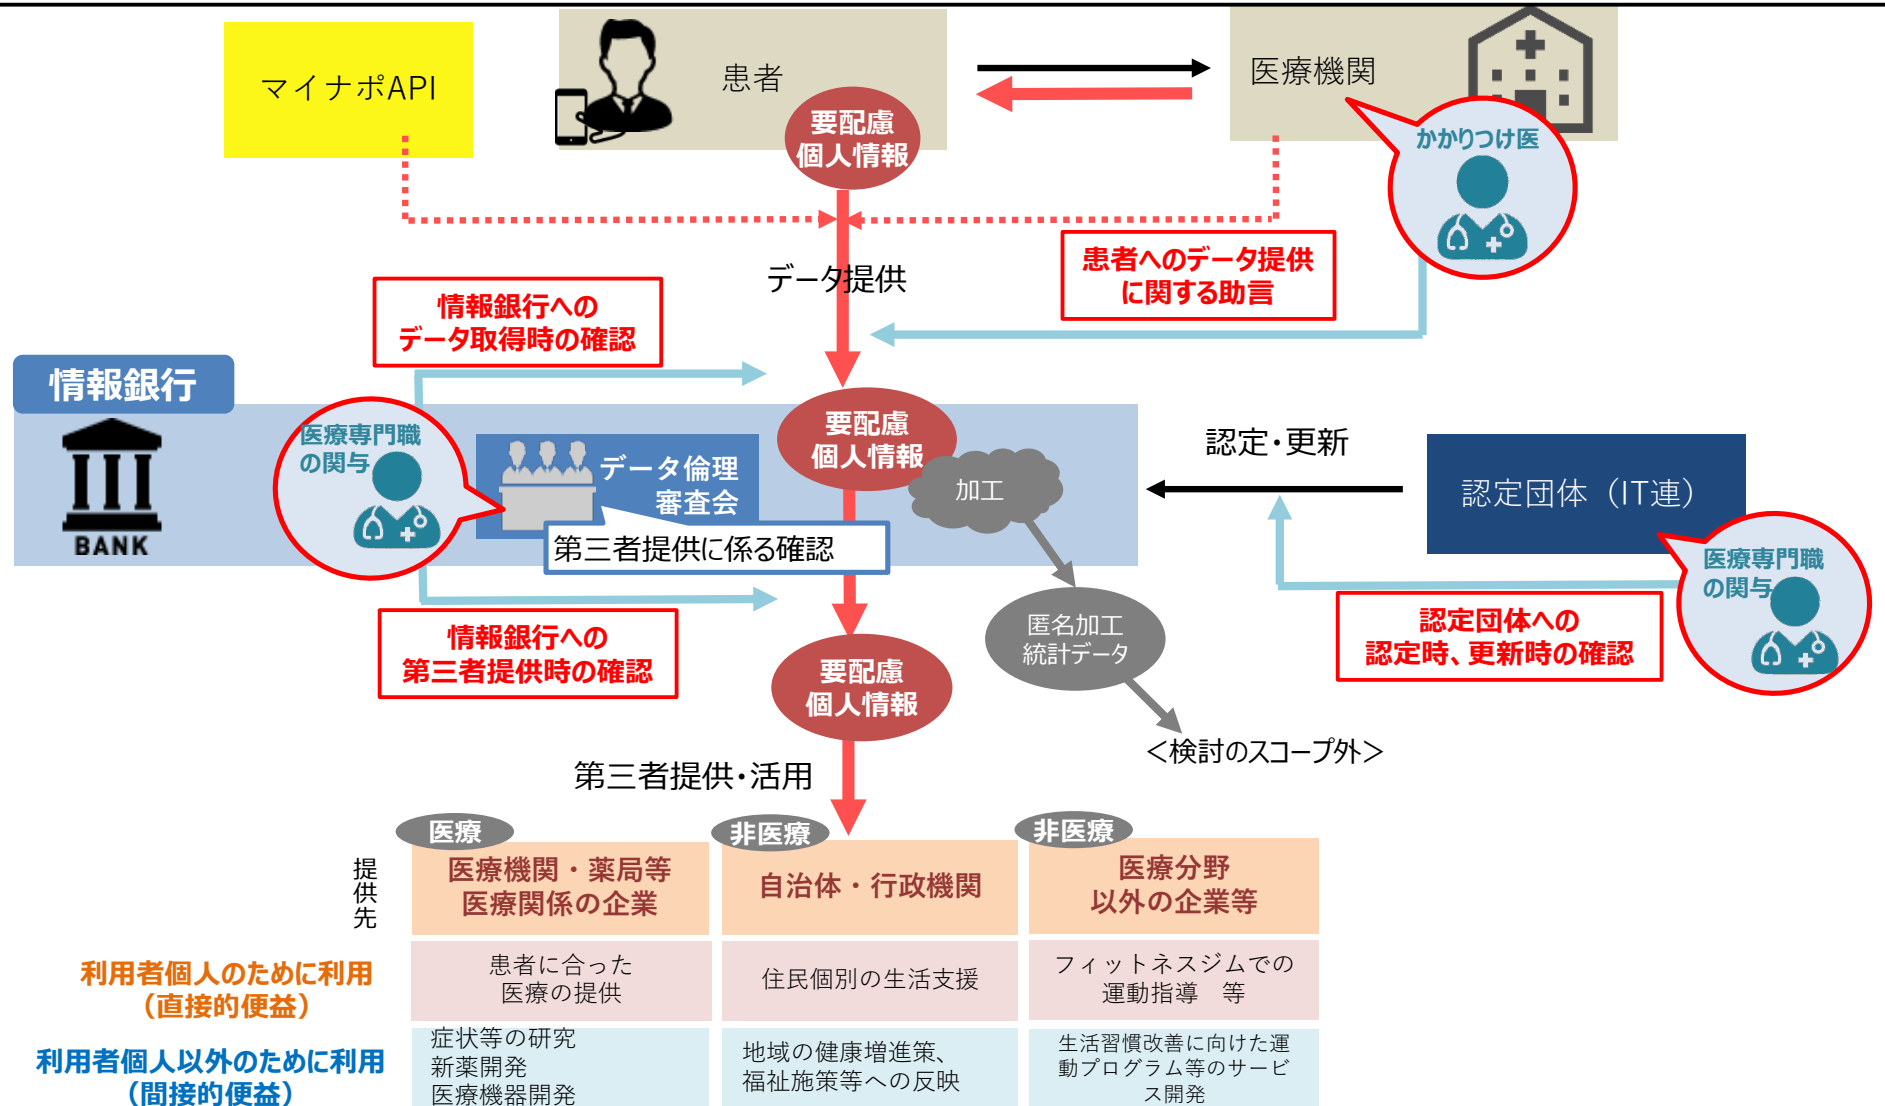 マイナポAPI
患者
医療機関
要配慮
個人情報
かかりつけ医
データ提供
患者へのデータ提供
に関する助言
情報銀行への
データ取得時の確認
情報銀行
BANK
医療専門職
の関与
データ倫理
審査会
第三者提供に係る確認
要配慮
個人情報
加工
認定・更新
認定団体（IT連）
医療専門職
の関与
認定団体への
認定時、更新時の確認
匿名加工
統計データ
＜検討のスコープ外＞
情報銀行への
第三者提供時の確認
要配慮
個人情報
第三者提供・活用
提供先
医療
医療機関・薬局等
医療関係の企業
非医療
自治体・行政機関
非医療
医療分野
以外の企業等
利用者個人のために利用
（直接的便益）
患者に合った
医療の提供
住民個別の生活支援
フィットネスジムでの
運動指導　等
利用者個人以外のために利用
（間接的便益）
症状等の研究
新薬開発
医療機器開発
地域の健康増進策、
福祉施策等への反映
生活習慣改善に向けた運
動プログラム等のサービ
ス開発